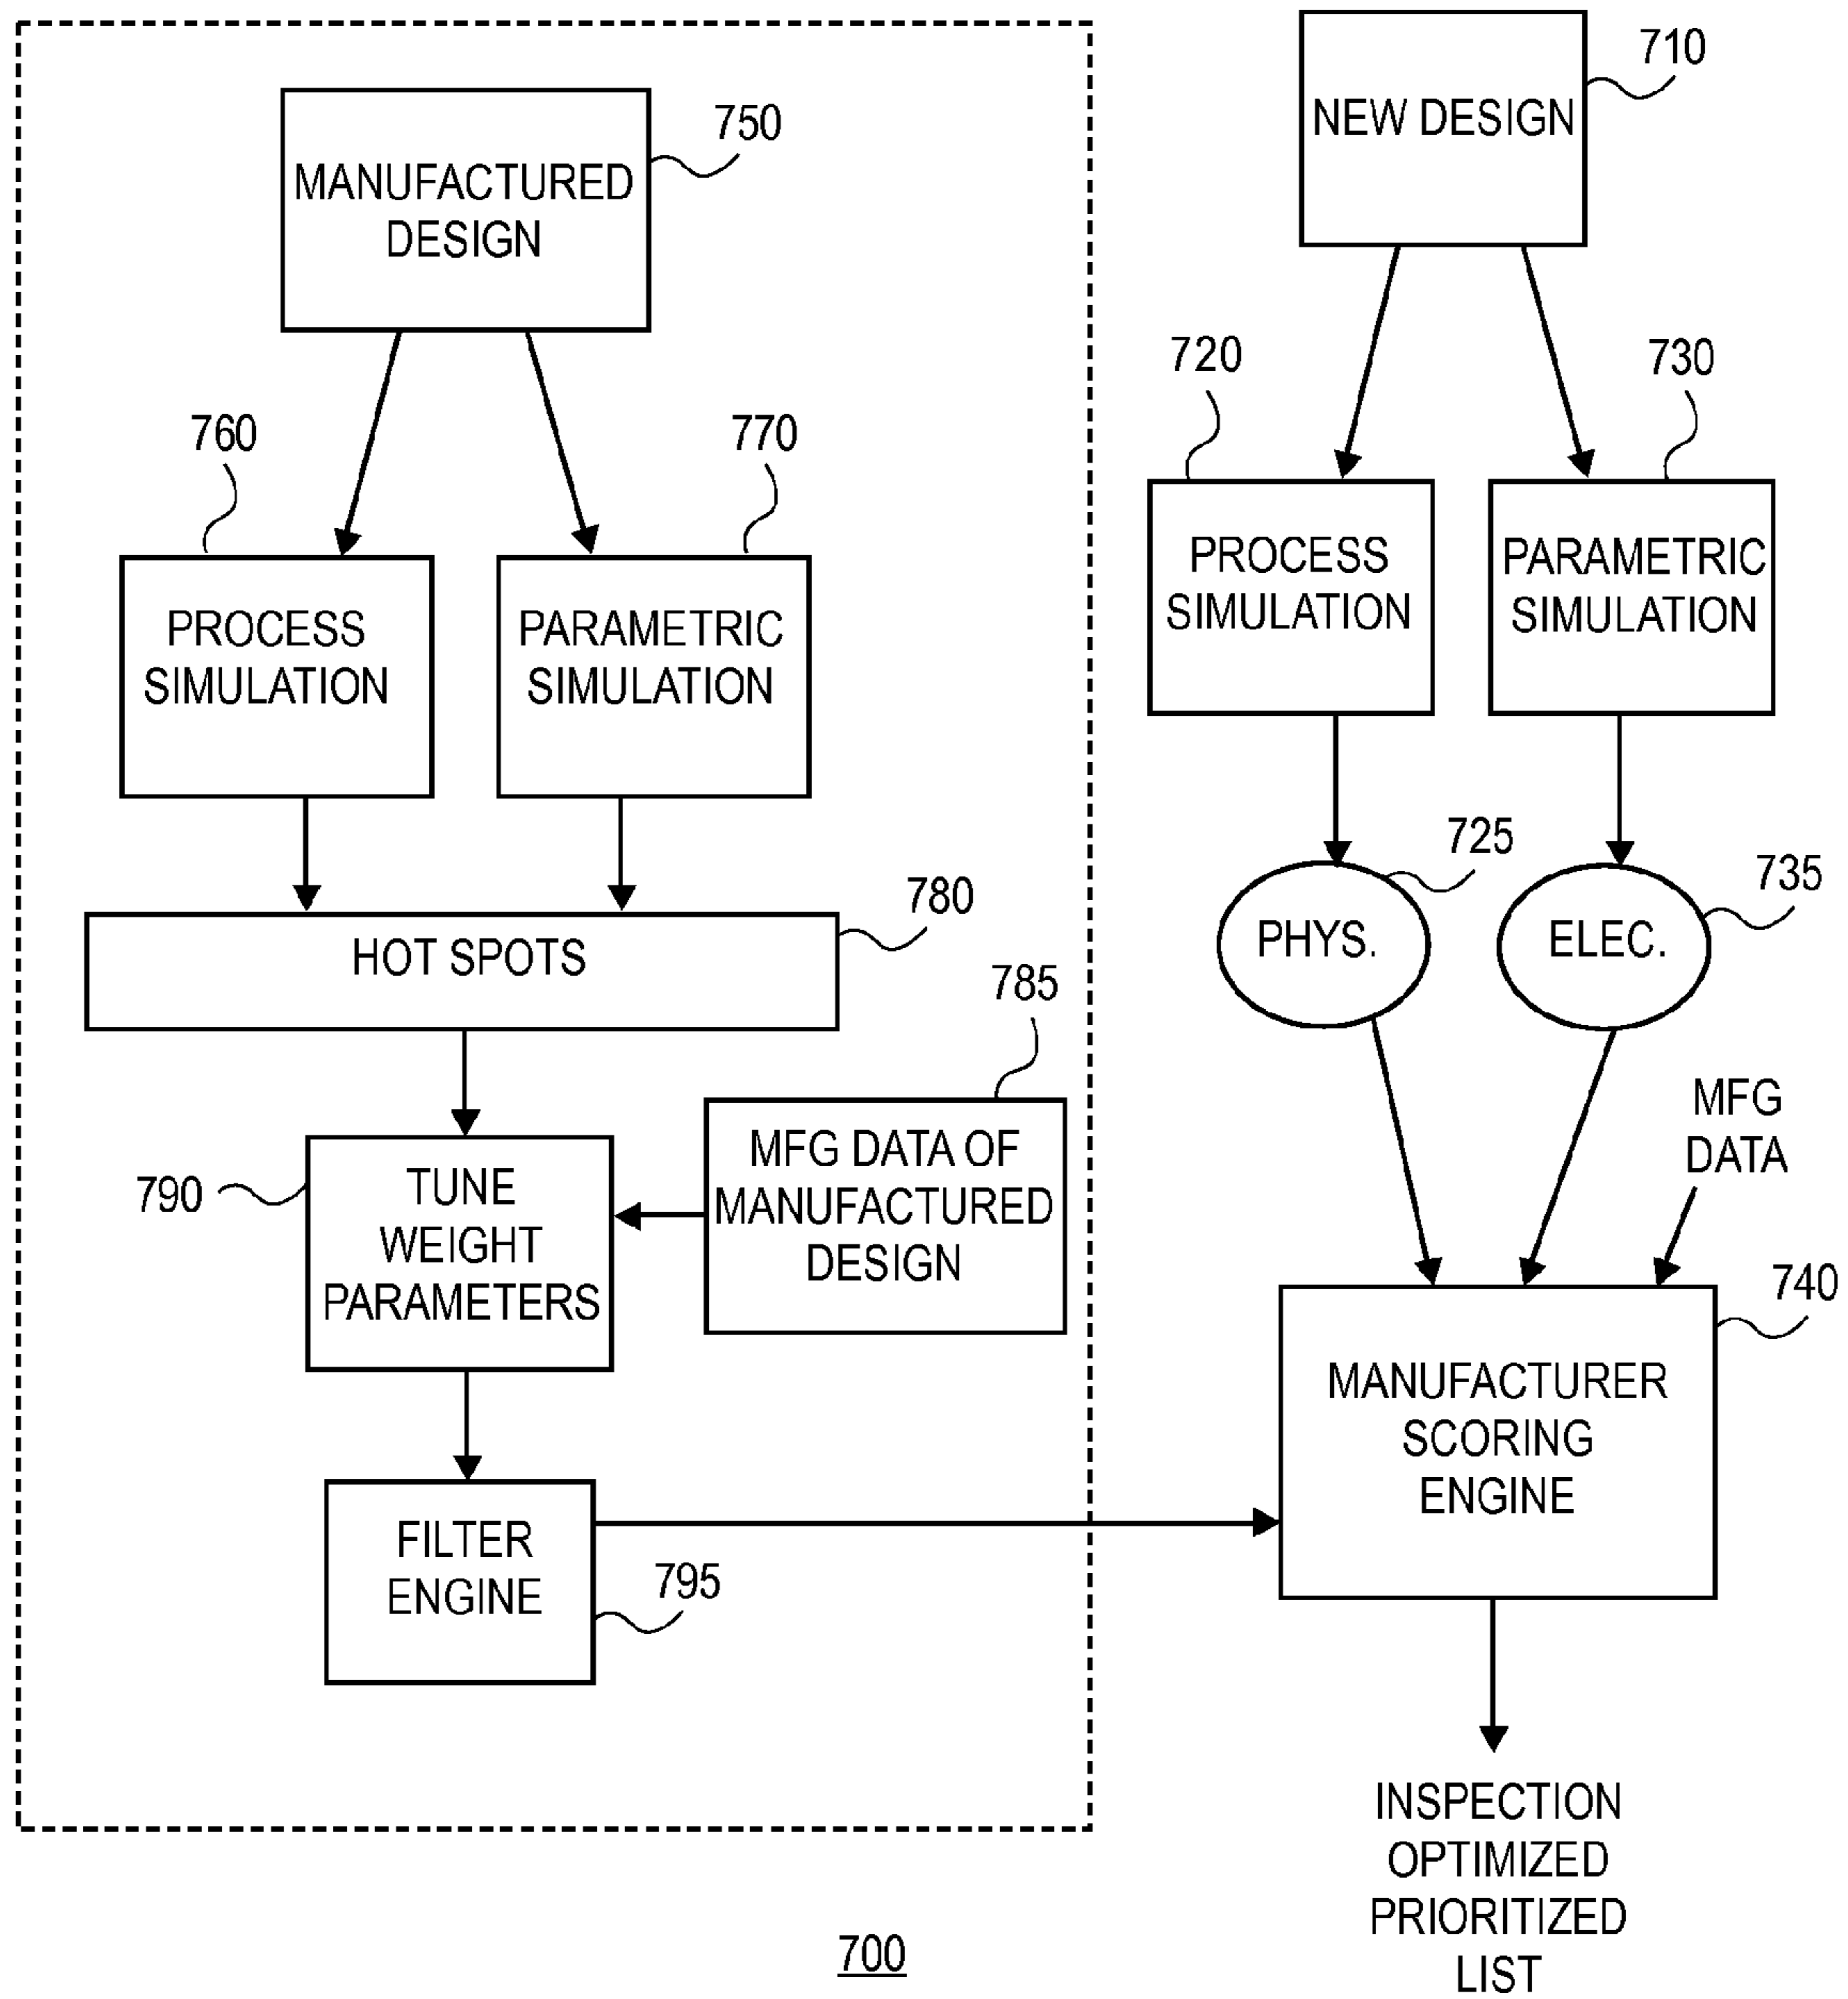 710
NEW DESIGN
750
MANUFACTURED
DESIGN
720
730
760
770
PROCESS
SIMULATION
PARAMETRIC
SIMULATION
PROCESS
SIMULATION
PARAMETRIC
SIMULATION
725
735
PHYS.
ELEC.
780
HOT SPOTS
785
MFG DATA OF
MANUFACTURED
DESIGN
790
TUNE
WEIGHT
PARAMETERS
MFG
DATA
740
MANUFACTURER
SCORING
ENGINE
FILTER
ENGINE
795
INSPECTION
OPTIMIZED
PRIORITIZED
LIST
700